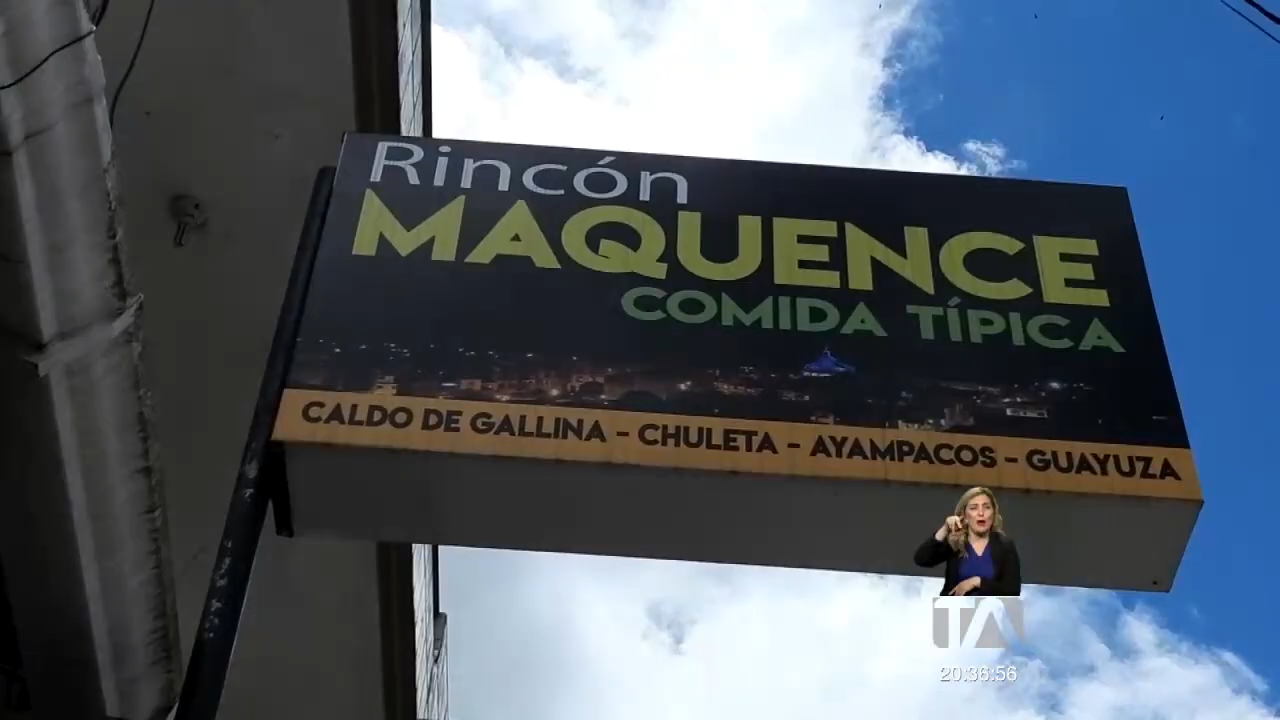 Rincón
MAQUENCE
COMIDA TÍPICA
CALDO DE GALLINA - CHULETA - AYAMPACOS - GUAYUZA
TA
20:36:56